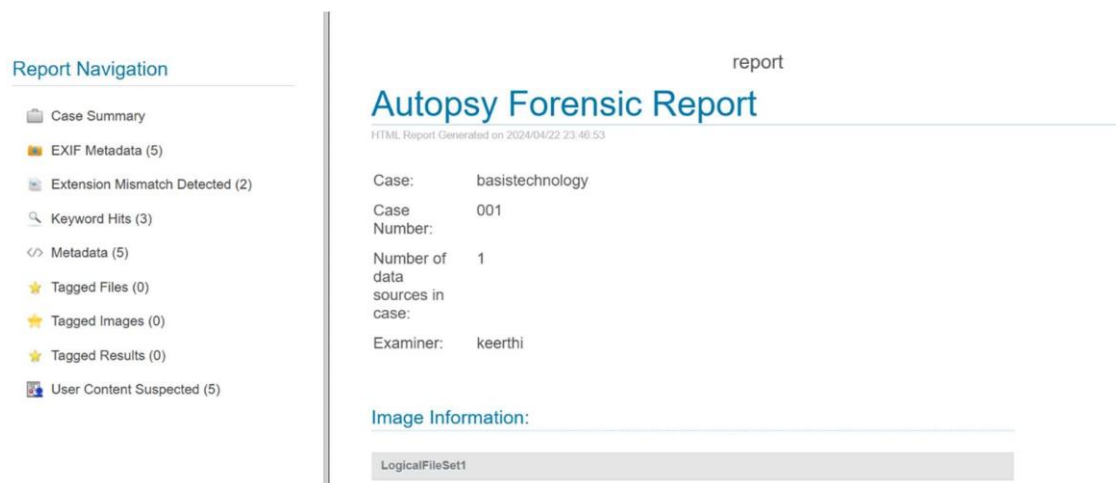 Report Navigation
Case Summary
EXIF Metadata (5)
Extension Mismatch Detected (2)
Keyword Hits (3)
Metadata (5)
Tagged Files (0)
Tagged Images (0)
Tagged Results (0)
User Content Suspected (5)
report
Autopsy Forensic Report
HTML Report Generated on 2024/04/22 23:46:53
Case: basistechnology
Case 001
Number:
Number of 1
data
sources in
case:
Examiner: keerthi
Image Information:
LogicalFileSet1